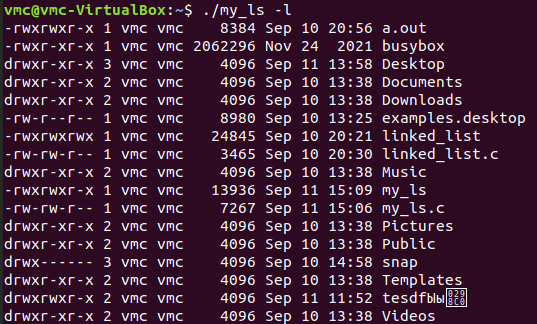 vmc@vmc-VirtualBox:~$ ./my_ls -l
-rwxrwxr-x 1 vmc vmc    8384 Sep 10 20:56 a.out
-rwxrwxr-x 1 vmc vmc 2062296 Nov 24  2021 busybox
drwxr-xr-x 3 vmc vmc    4096 Sep 11 13:58 Desktop
drwxr-xr-x 2 vmc vmc    4096 Sep 10 13:38 Documents
drwxr-xr-x 2 vmc vmc    4096 Sep 10 13:38 Downloads
-rw-r--r-- 1 vmc vmc    8980 Sep 10 13:25 examples.desktop
-rwxrwxrwx 1 vmc vmc   24845 Sep 10 20:21 linked_list
-rw-rw-r-- 1 vmc vmc    3465 Sep 10 20:30 linked_list.c
drwxr-xr-x 2 vmc vmc    4096 Sep 10 13:38 Music
-rwxrwxr-x 1 vmc vmc   13936 Sep 11 15:09 my_ls
-rw-rw-r-- 1 vmc vmc    7267 Sep 11 15:06 my_ls.c
drwxr-xr-x 2 vmc vmc    4096 Sep 10 13:38 Pictures
drwxr-xr-x 2 vmc vmc    4096 Sep 10 13:38 Public
drwx------ 3 vmc vmc    4096 Sep 10 14:58 snap
drwxr-xr-x 2 vmc vmc    4096 Sep 10 13:38 Templates
drwxrwxr-x 2 vmc vmc    4096 Sep 11 11:52
drwxr-xr-x 2 vmc vmc    4096 Sep 10 13:38 Videos